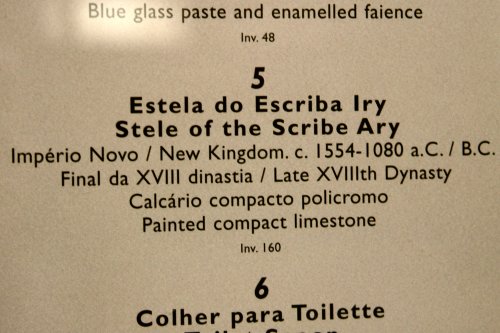 Blue glass paste and enamelled faience
Inv. 48
5
Estela do Escriba Iry
Stele of the Scribe Ary
Império Novo / New Kingdom. c. 1554-1080 a.C. / B.C.
Final da XVIII dinastia / Late XVIIIth Dynasty
Calcário compacto policromo
Painted compact limestone
Inv. 160
6
Colher para Toilette
Toilet Spoon